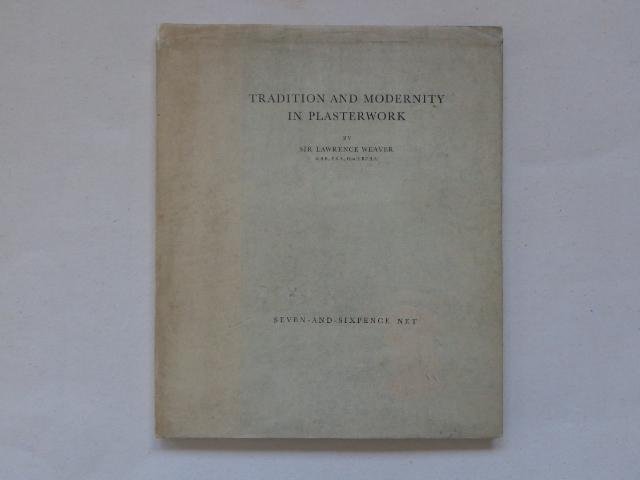 TRADITION AND MODERNITY
IN PLASTERWORK
BY
SIR LAWRENCE WEAVER
SEVEN-AND-SIXPENCE NET